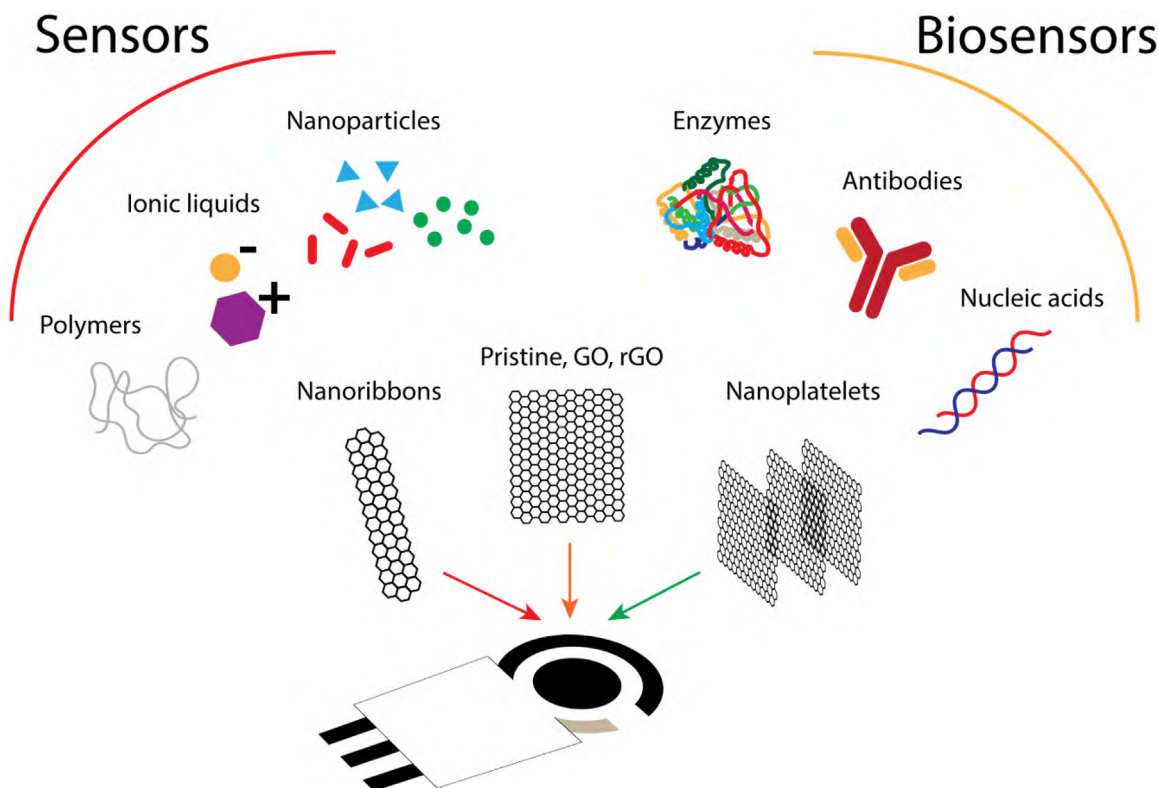 Sensors
Biosensors
Nanoparticles
Enzymes
Ionic liquids
Antibodies
-
+
Polymers
Nucleic acids
Pristine, GO, rGO
Nanoribbons
Nanoplatelets